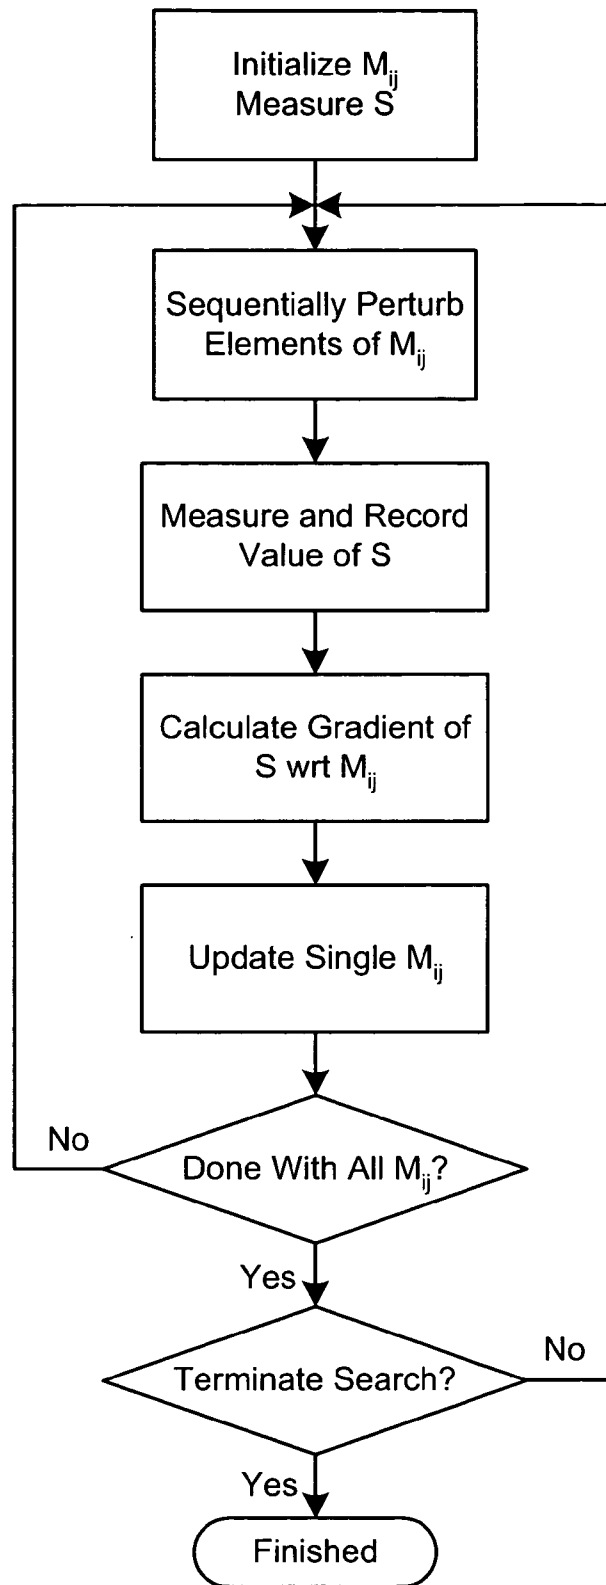 Initialize M_ij
Measure S
Sequentially Perturb
Elements of M_ij
Measure and Record
Value of S
Calculate Gradient of
S wrt M_ij
Update Single M_ij
No
Done With All M_ij?
Yes
Terminate Search?
No
Yes
Finished